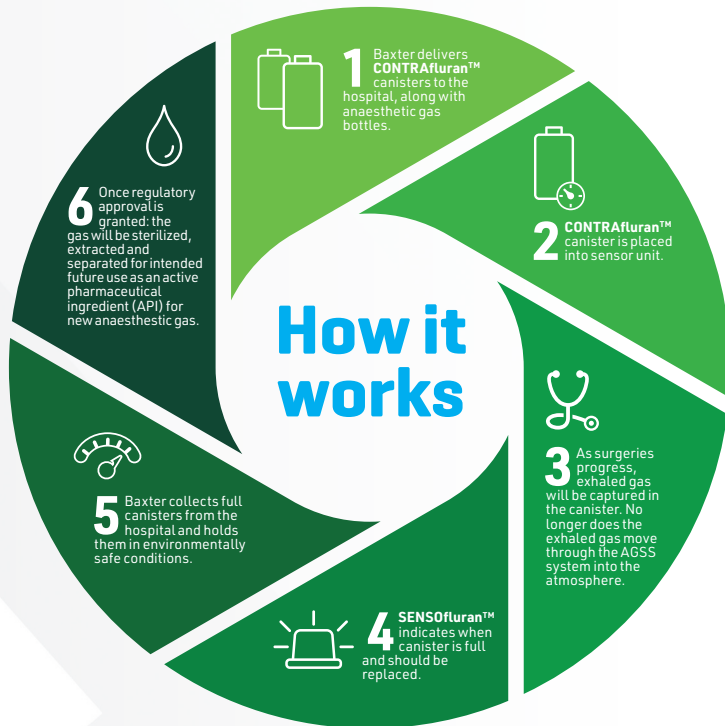 How it
works
1 Baxter delivers
CONTRAfluran™
canisters to the
hospital, along with
anaesthetic gas
bottles.
2 CONTRAfluran™
canister is placed
into sensor unit.
3 As surgeries
progress,
exhaled gas
will be captured in
the canister. No
longer does the
exhaled gas move
through the AGSS
system into the
atmosphere.
4 SENSOfluran™
indicates when
canister is full
and should be
replaced.
5 Baxter collects full
canisters from the
hospital and holds
them in environmentally
safe conditions.
6 Once regulatory
approval is
granted: the
gas will be sterilized,
extracted and
separated for intended
future use as an active
pharmaceutical
ingredient (API) for
new anaesthestic gas.